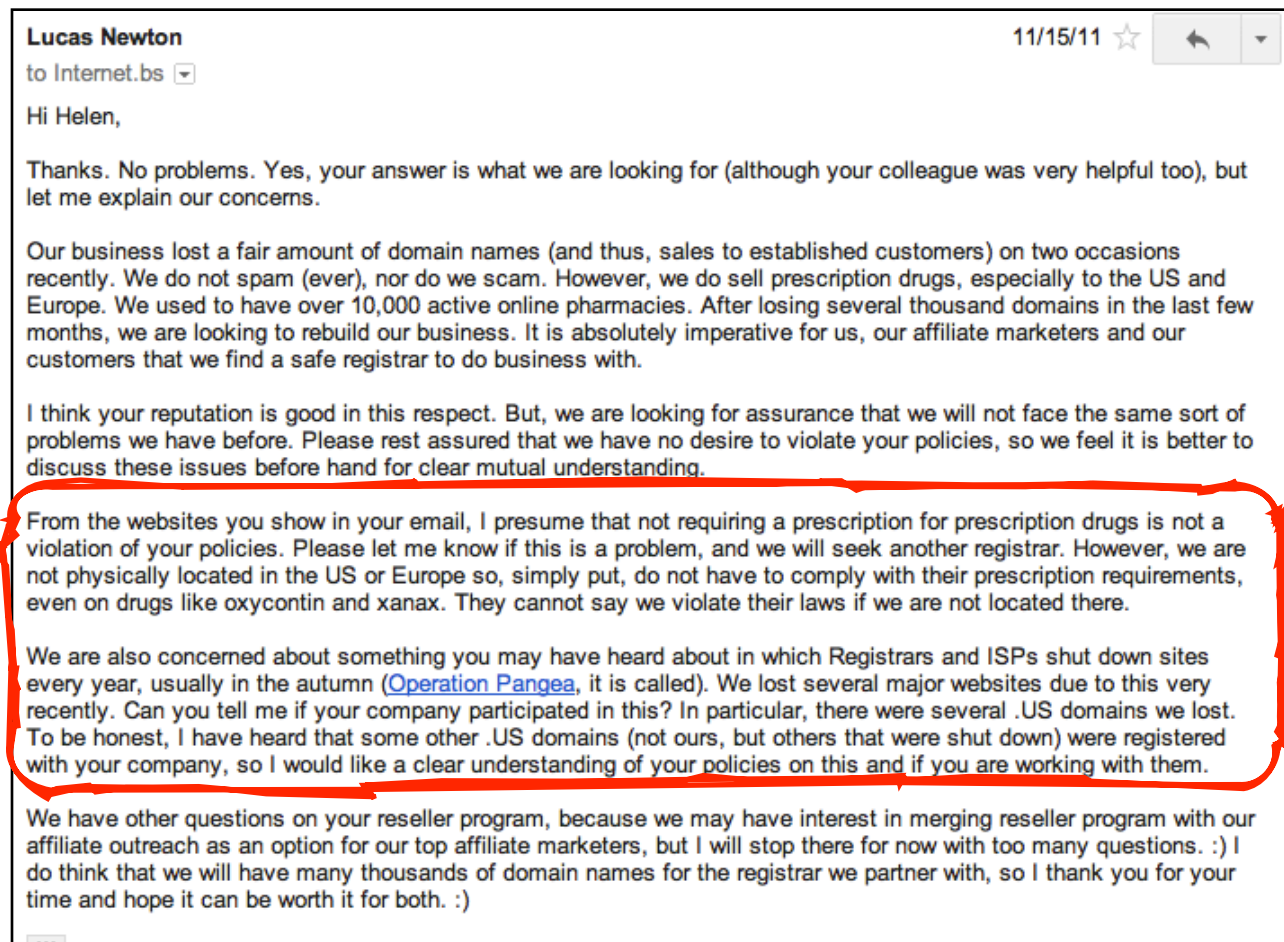 Lucas Newton
11/15/11
to Internet.bs
Hi Helen,
Thanks. No problems. Yes, your answer is what we are looking for (although your colleague was very helpful too), but
let me explain our concerns.
Our business lost a fair amount of domain names (and thus, sales to established customers) on two occasions
recently. We do not spam (ever), nor do we scam. However, we do sell prescription drugs, especially to the US and
Europe. We used to have over 10,000 active online pharmacies. After losing several thousand domains in the last few
months, we are looking to rebuild our business. It is absolutely imperative for us, our affiliate marketers and our
customers that we find a safe registrar to do business with.
I think your reputation is good in this respect. But, we are looking for assurance that we will not face the same sort of
problems we have before. Please rest assured that we have no desire to violate your policies, so we feel it is better to
discuss these issues before hand for clear mutual understanding.
From the websites you show in your email, I presume that not requiring a prescription for prescription drugs is not a
violation of your policies. Please let me know if this is a problem, and we will seek another registrar. However, we are
not physically located in the US or Europe so, simply put, do not have to comply with their prescription requirements,
even on drugs like oxycontin and xanax. They cannot say we violate their laws if we are not located there.
We are also concerned about something you may have heard about in which Registrars and ISPs shut down sites
every year, usually in the autumn (Operation Pangea, it is called). We lost several major websites due to this very
recently. Can you tell me if your company participated in this? In particular, there were several .US domains we lost.
To be honest, I have heard that some other .US domains (not ours, but others that were shut down) were registered
with your company, so I would like a clear understanding of your policies on this and if you are working with them.
We have other questions on your reseller program, because we may have interest in merging reseller program with our
affiliate outreach as an option for our top affiliate marketers, but I will stop there for now with too many questions. :) I
do think that we will have many thousands of domain names for the registrar we partner with, so I thank you for your
time and hope it can be worth it for both. :)